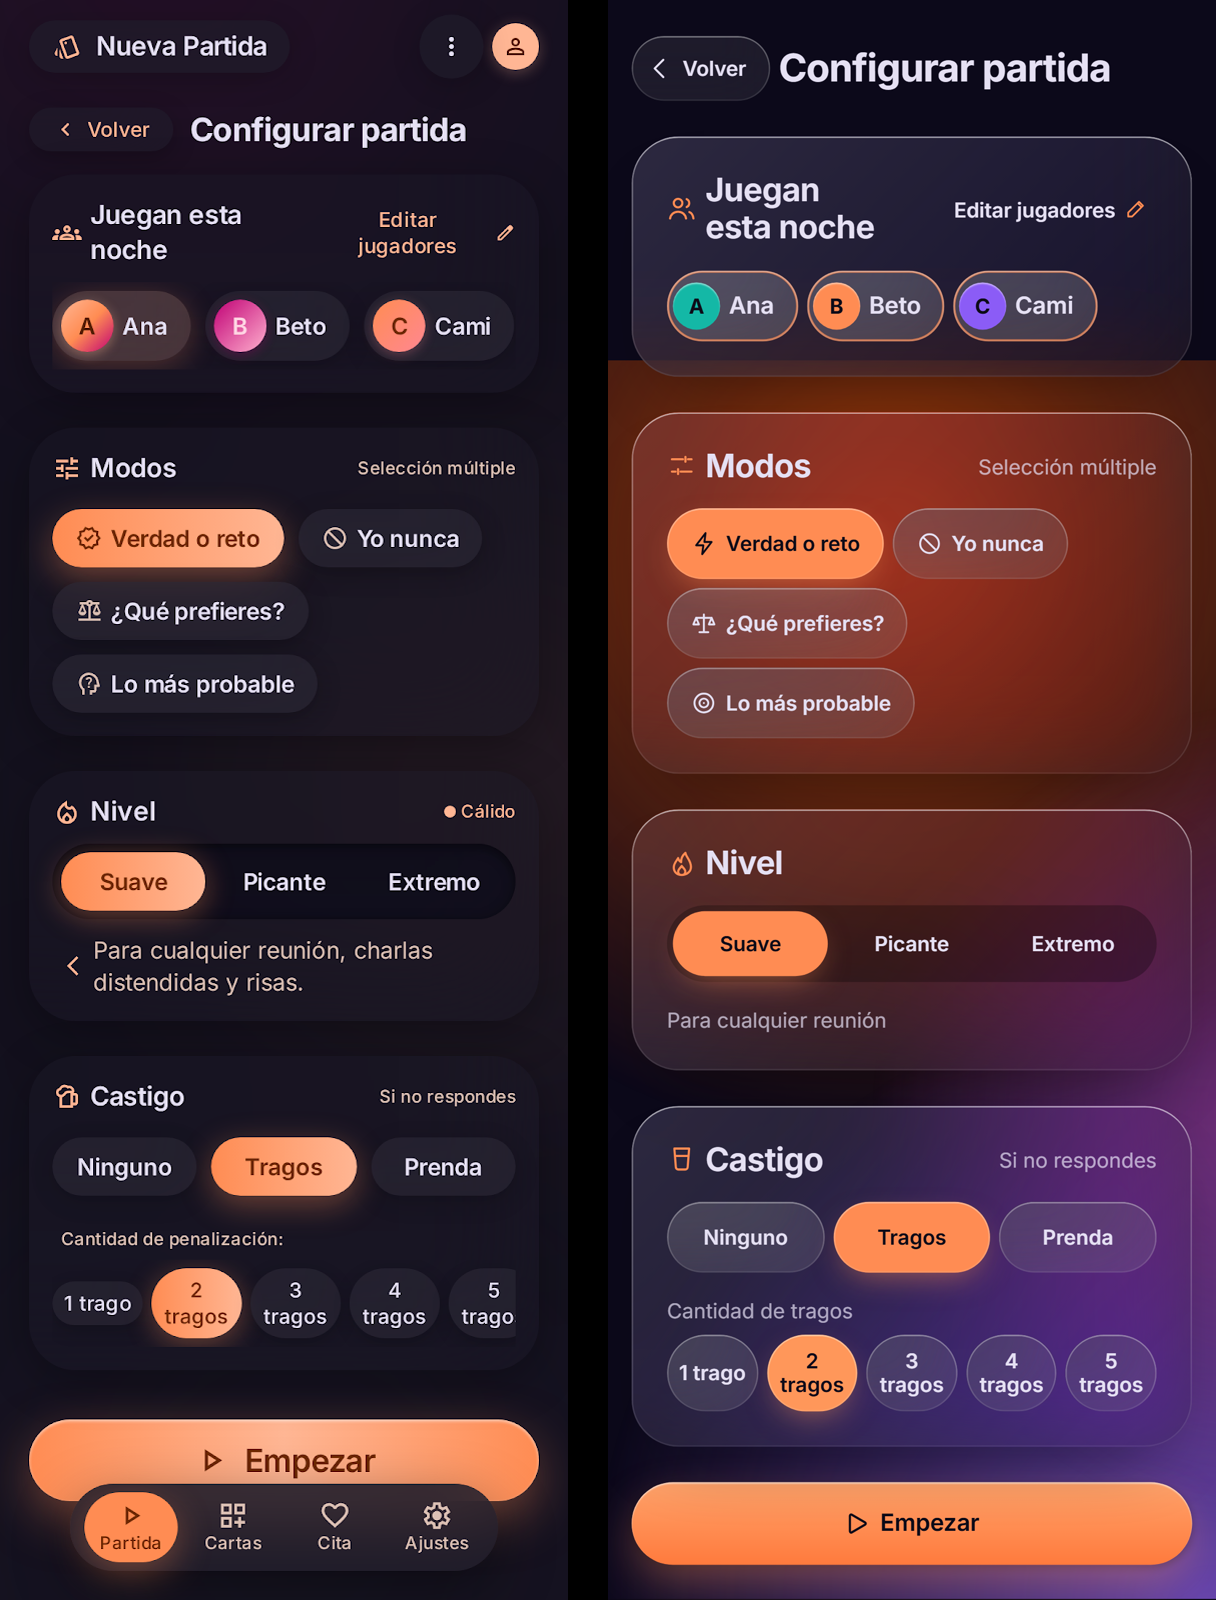 Nueva Partida
Volver
Configurar partida
Juegan esta
noche
Editar
jugadores
A Ana
B Beto
C Cami
Modos
Selección múltiple
Verdad o reto
Yo nunca
¿Qué prefieres?
Lo más probable
Nivel
Cálido
Suave
Picante
Extremo
Para cualquier reunión, charlas
distendidas y risas.
Castigo
Si no respondes
Ninguno
Tragos
Prenda
Cantidad de penalización:
1 trago
2
tragos
3
tragos
4
tragos
5
trago
Empezar
Partida
Cartas
Cita
Ajustes
Volver
Configurar partida
Juegan
esta noche
Editar jugadores
A Ana
B Beto
C Cami
Modos
Selección múltiple
Verdad o reto
Yo nunca
¿Qué prefieres?
Lo más probable
Nivel
Suave
Picante
Extremo
Para cualquier reunión
Castigo
Si no respondes
Ninguno
Tragos
Prenda
Cantidad de tragos
1 trago
2
tragos
3
tragos
4
tragos
5
tragos
Empezar